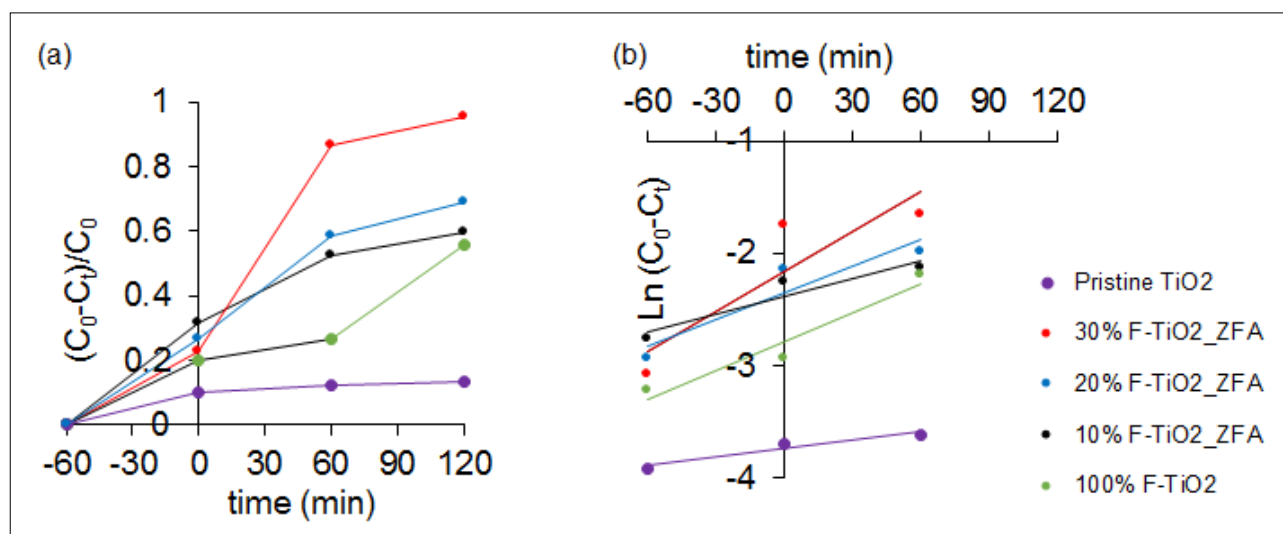 (a)
(C₀-Cₜ)/C₀
1
0.8
0.6
0.4
0.2
0
-60 -30 0 30 60 90 120
time (min)
(b)
time (min)
-60 -30 0 30 60 90 120
Ln (C₀-Cₜ)
-1
-2
-3
-4
Pristine TiO2
30% F-TiO2_ZFA
20% F-TiO2_ZFA
10% F-TiO2_ZFA
100% F-TiO2